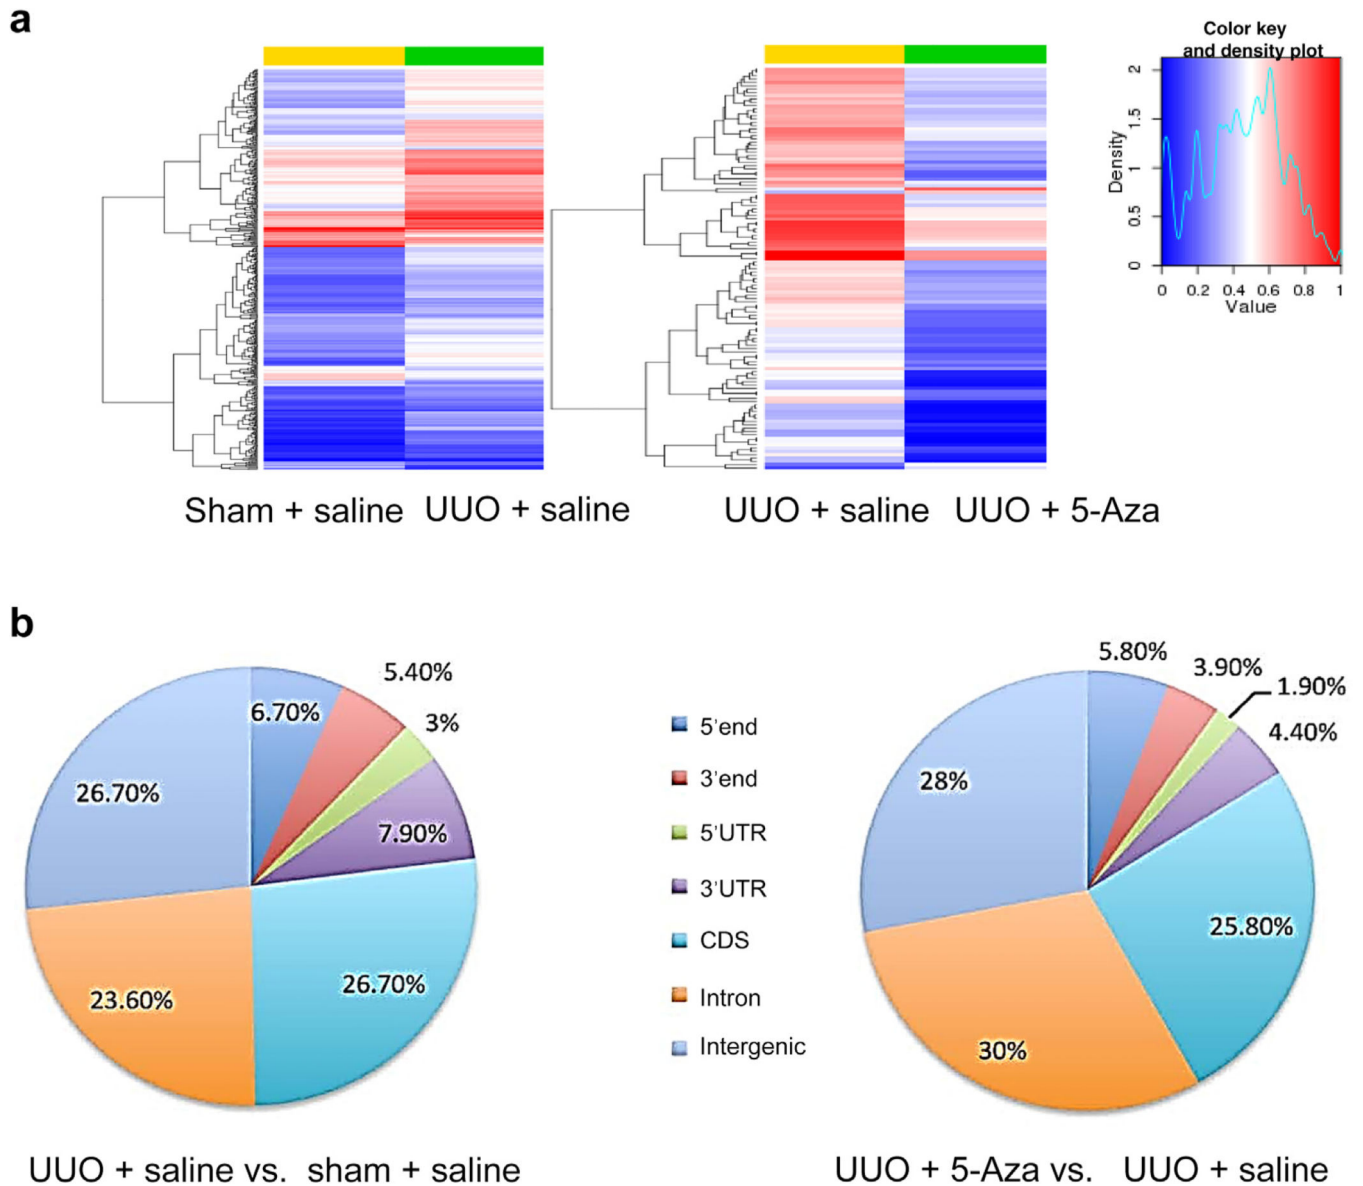 a
Color key
and density plot
Density
2
1.5
1
0.5
0
0 0.2 0.4 0.6 0.8 1
Value
Sham + saline UUO + saline
UUO + saline UUO + 5-Aza
b
6.70%
5.40%
3%
7.90%
26.70%
23.60%
26.70%
5'end
3'end
5'UTR
3'UTR
CDS
Intron
Intergenic
5.80%
3.90%
1.90%
4.40%
25.80%
30%
28%
UUO + saline vs. sham + saline
UUO + 5-Aza vs. UUO + saline